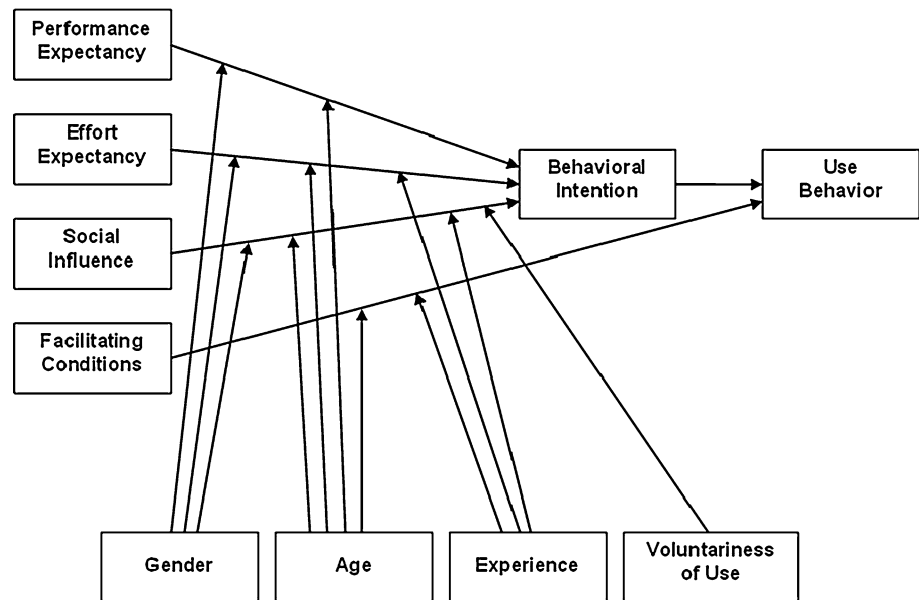 Performance
Expectancy
Effort
Expectancy
Social
Influence
Facilitating
Conditions
Behavioral
Intention
Use
Behavior
Gender
Age
Experience
Voluntariness
of Use